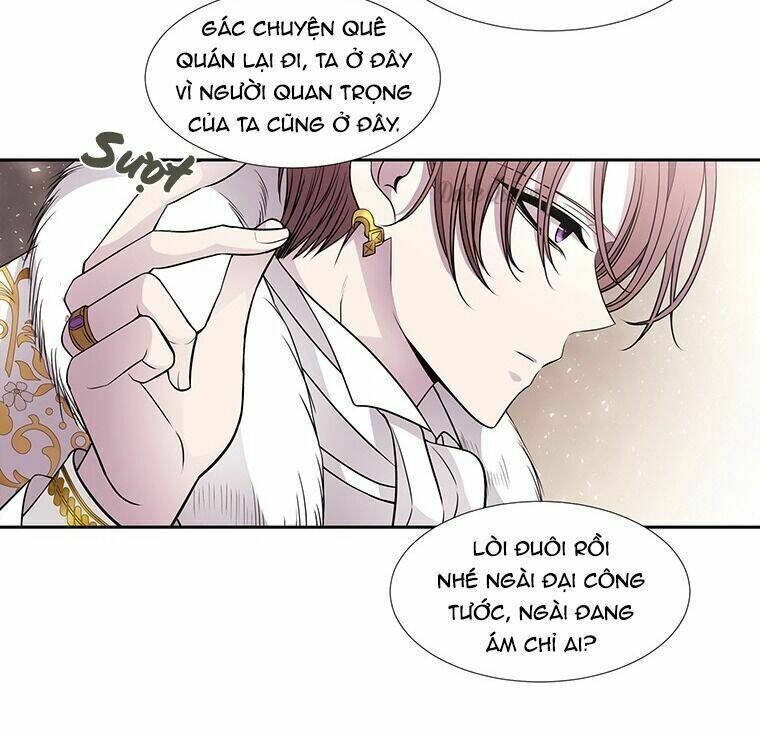 GÁC CHUYỆN QUÊ
QUÁN LẠI ĐI, TA Ở ĐÂY
VÌ NGƯỜI QUAN TRỌNG
CỦA TA CŨNG Ở ĐÂY.
Sượt
LÒI ĐUÔI RỒI
NHÉ NGÀI ĐẠI CÔNG
TƯỚC, NGÀI ĐANG
ÁM CHỈ AI?